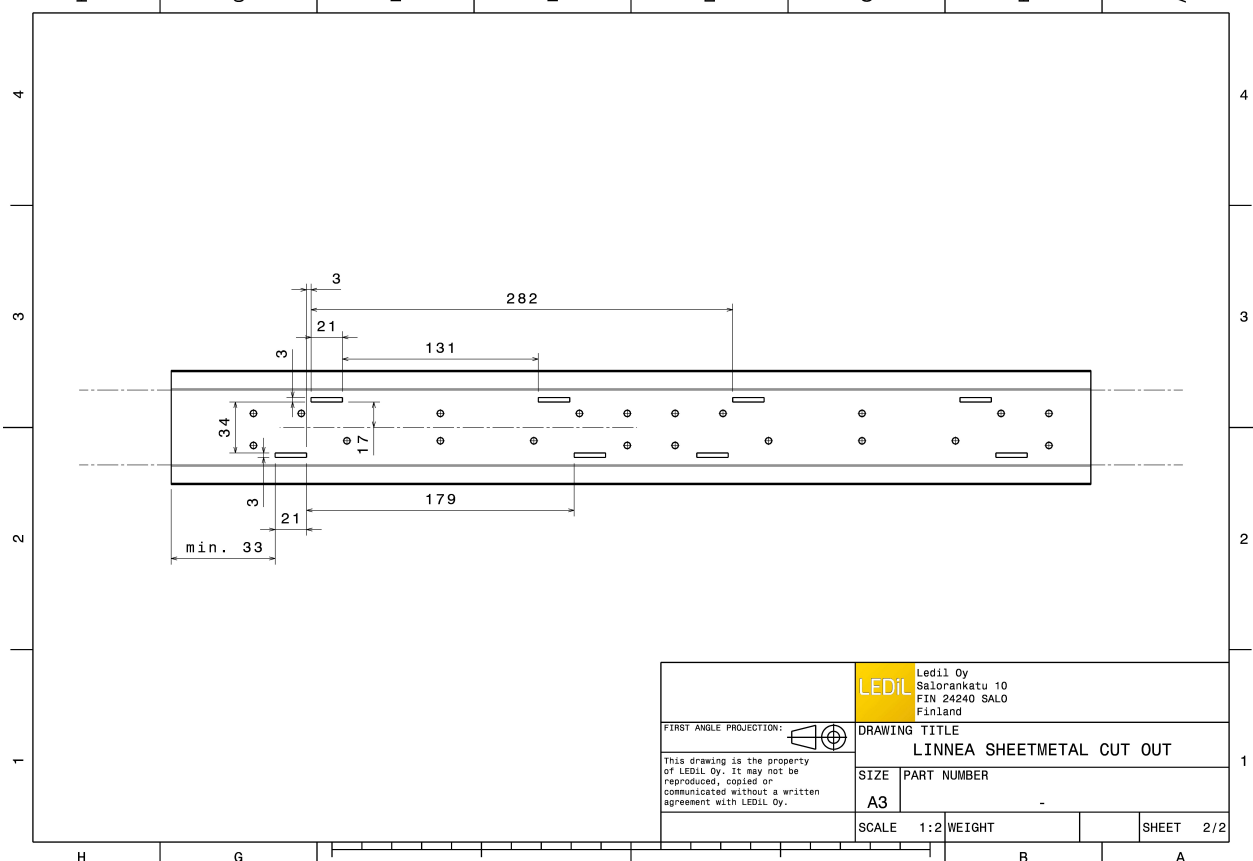 4
4
3
3
3
282
21
3
131
34
17
3
179
21
min. 33
2
2
LEDiL
Ledil Oy
Salorankatu 10
FIN 24240 SALO
Finland
FIRST ANGLE PROJECTION:
DRAWING TITLE
LINNEA SHEETMETAL CUT OUT
This drawing is the property
of LEDiL Oy. It may not be
reproduced, copied or
communicated without a written
agreement with LEDiL Oy.
1
1
SIZE
PART NUMBER
A3
-
SCALE 1:2
WEIGHT
SHEET 2/2
H
G
B
A